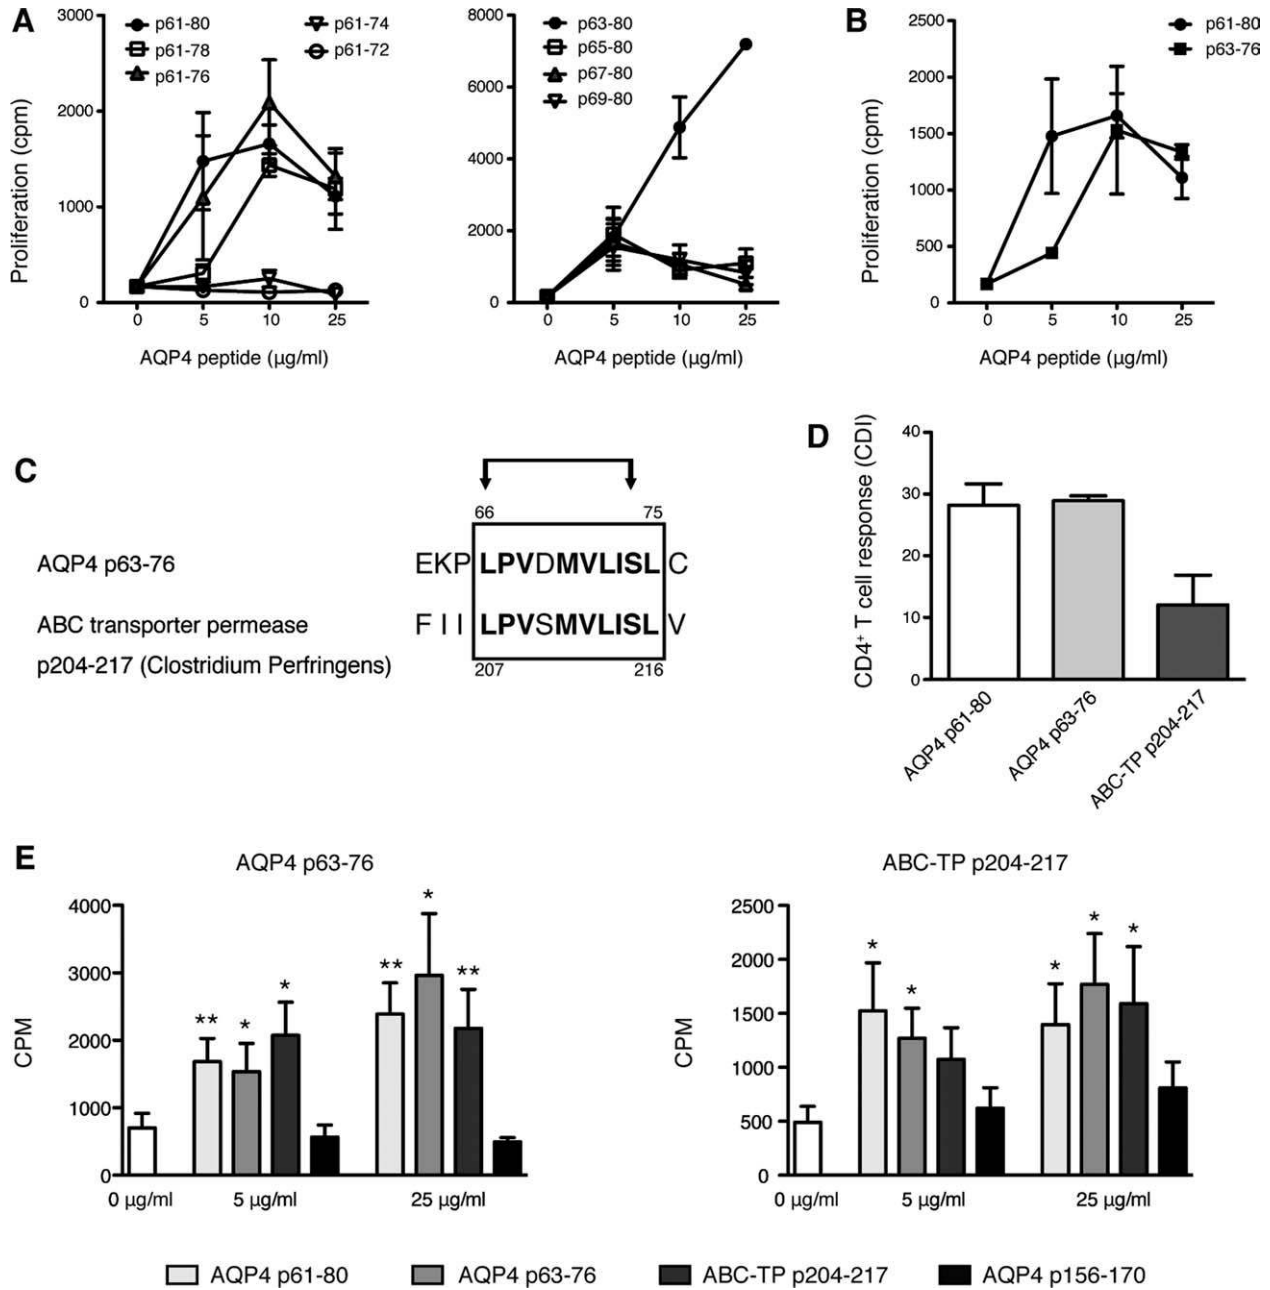 A
3000
2000
1000
0
Proliferation (cpm)
p61-80
p61-78
p61-76
p61-74
p61-72
0 5 10 25
AQP4 peptide (µg/ml)
8000
6000
4000
2000
0
p63-80
p65-80
p67-80
p69-80
0 5 10 25
AQP4 peptide (µg/ml)
B
2500
2000
1500
1000
500
0
Proliferation (cpm)
p61-80
p63-76
0 5 10 25
AQP4 peptide (µg/ml)
C
66 75
AQP4 p63-76 EKP LPVDMVLISL C
ABC transporter permease FII LPVSMVLISL V
p204-217 (Clostridium Perfringens) 207 216
D
CD4+ T cell response (CDI)
40
30
20
10
0
AQP4 p61-80
AQP4 p63-76
ABC-TP p204-217
E
AQP4 p63-76
CPM
4000
3000
2000
1000
0
** * * ** * **
0 µg/ml 5 µg/ml 25 µg/ml
ABC-TP p204-217
CPM
2500
2000
1500
1000
500
0
* * * * *
0 µg/ml 5 µg/ml 25 µg/ml
AQP4 p61-80 AQP4 p63-76 ABC-TP p204-217 AQP4 p156-170